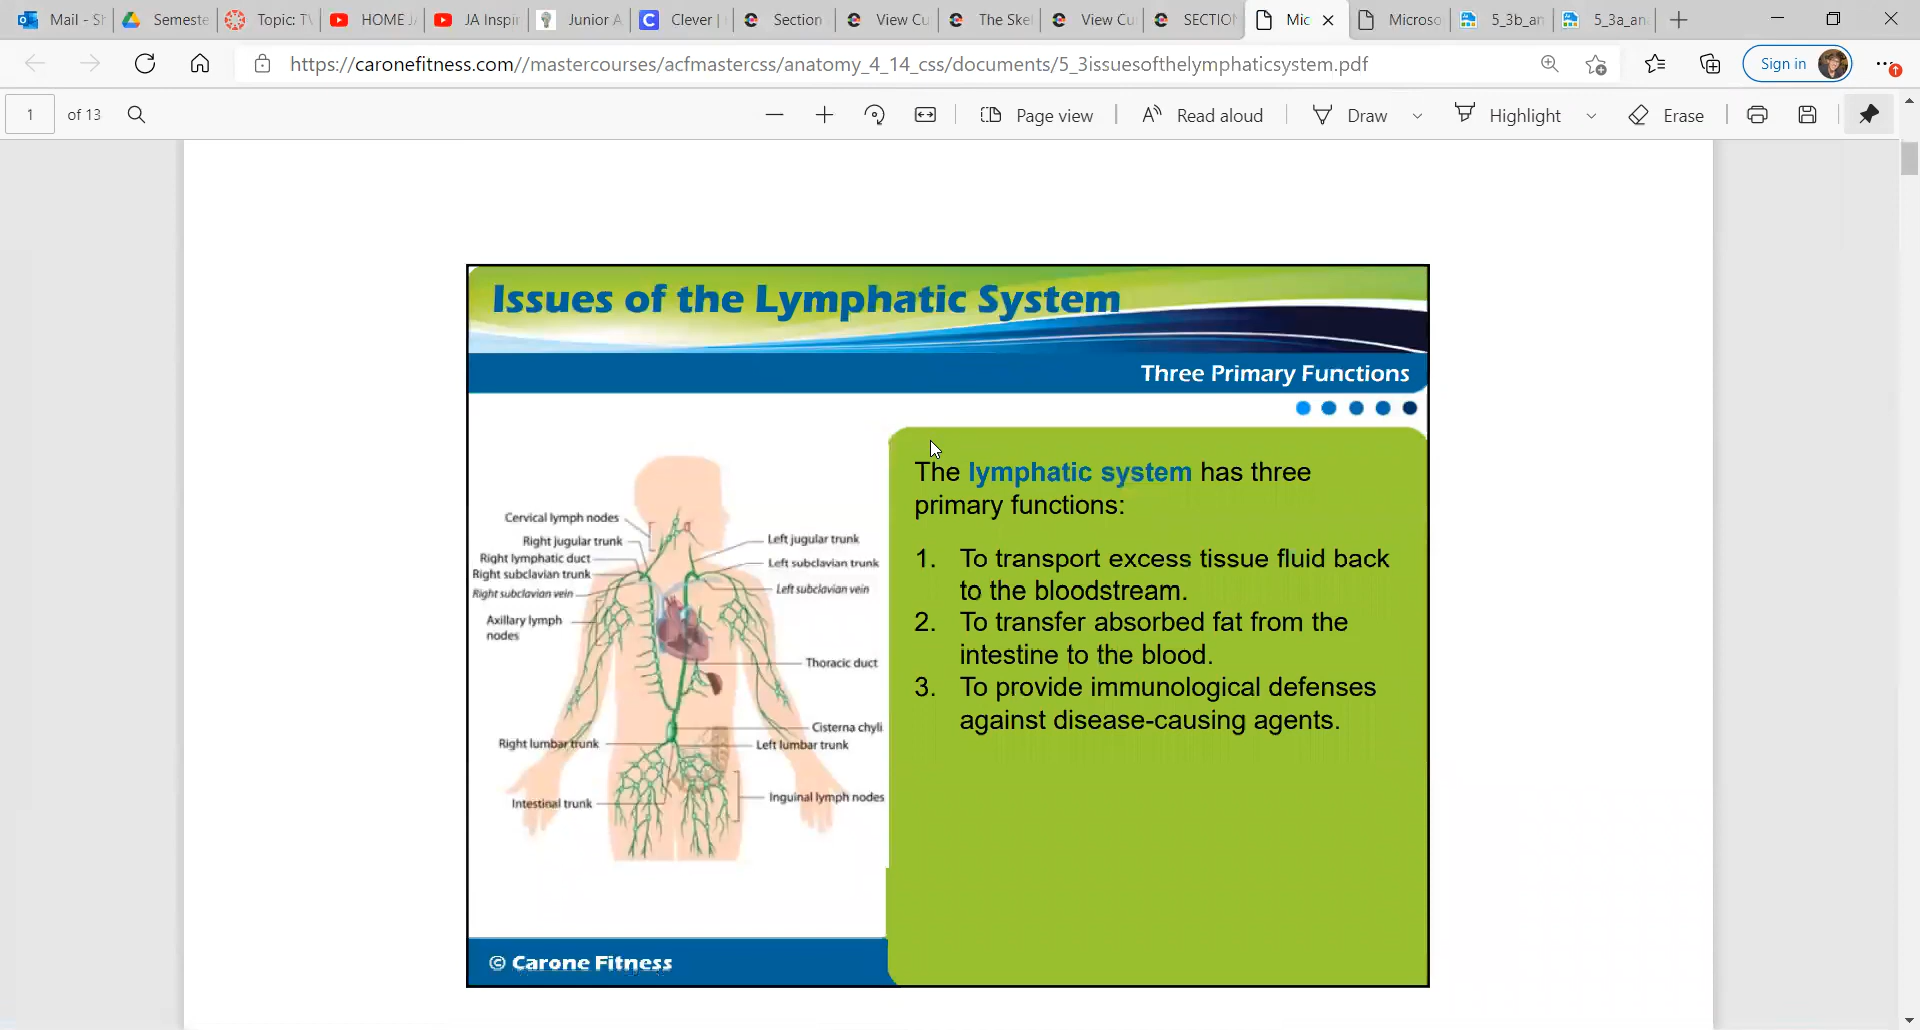 Mail - Sh
Semeste
Topic: TV
HOME JA
JA Inspir
Junior A
Clever |
Section
View Cu
The Ske
View Cu
SECTION
Mic
Microso
5_3b_an
5_3a_an
https://caronefitness.com//mastercourses/acfmastercss/anatomy_4_14_css/documents/5_3issuesofthelymphaticsystem.pdf
Sign in
1 of 13
Page view
Read aloud
Draw
Highlight
Erase
Issues of the Lymphatic System
Three Primary Functions
Cervical lymph nodes
Right jugular trunk
Right lymphatic duct
Right subclavian trunk
Right subclavian vein
Axillary lymph
nodes
Right lumbar trunk
Intestinal trunk
Left jugular trunk
Left subclavian trunk
Left subclavian vein
Thoracic duct
Cisterna chyli
Left lumbar trunk
Inguinal lymph nodes
The lymphatic system has three
primary functions:
1. To transport excess tissue fluid back
to the bloodstream.
2. To transfer absorbed fat from the
intestine to the blood.
3. To provide immunological defenses
against disease-causing agents.
© Carone Fitness